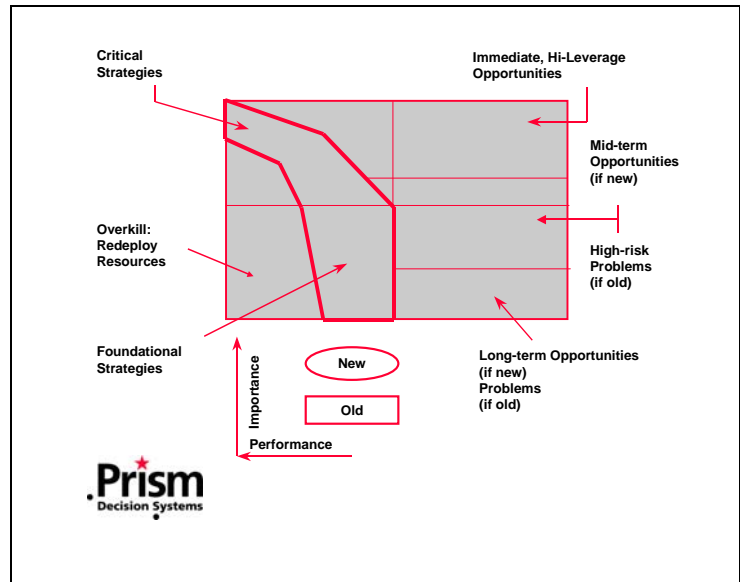 Critical
Strategies
Immediate, Hi-Leverage
Opportunities
Mid-term
Opportunities
(if new)
Overkill:
Redeploy
Resources
High-risk
Problems
(if old)
Foundational
Strategies
Long-term Opportunities
(if new)
Problems
(if old)
New
Old
Importance
Performance
Prism
Decision Systems